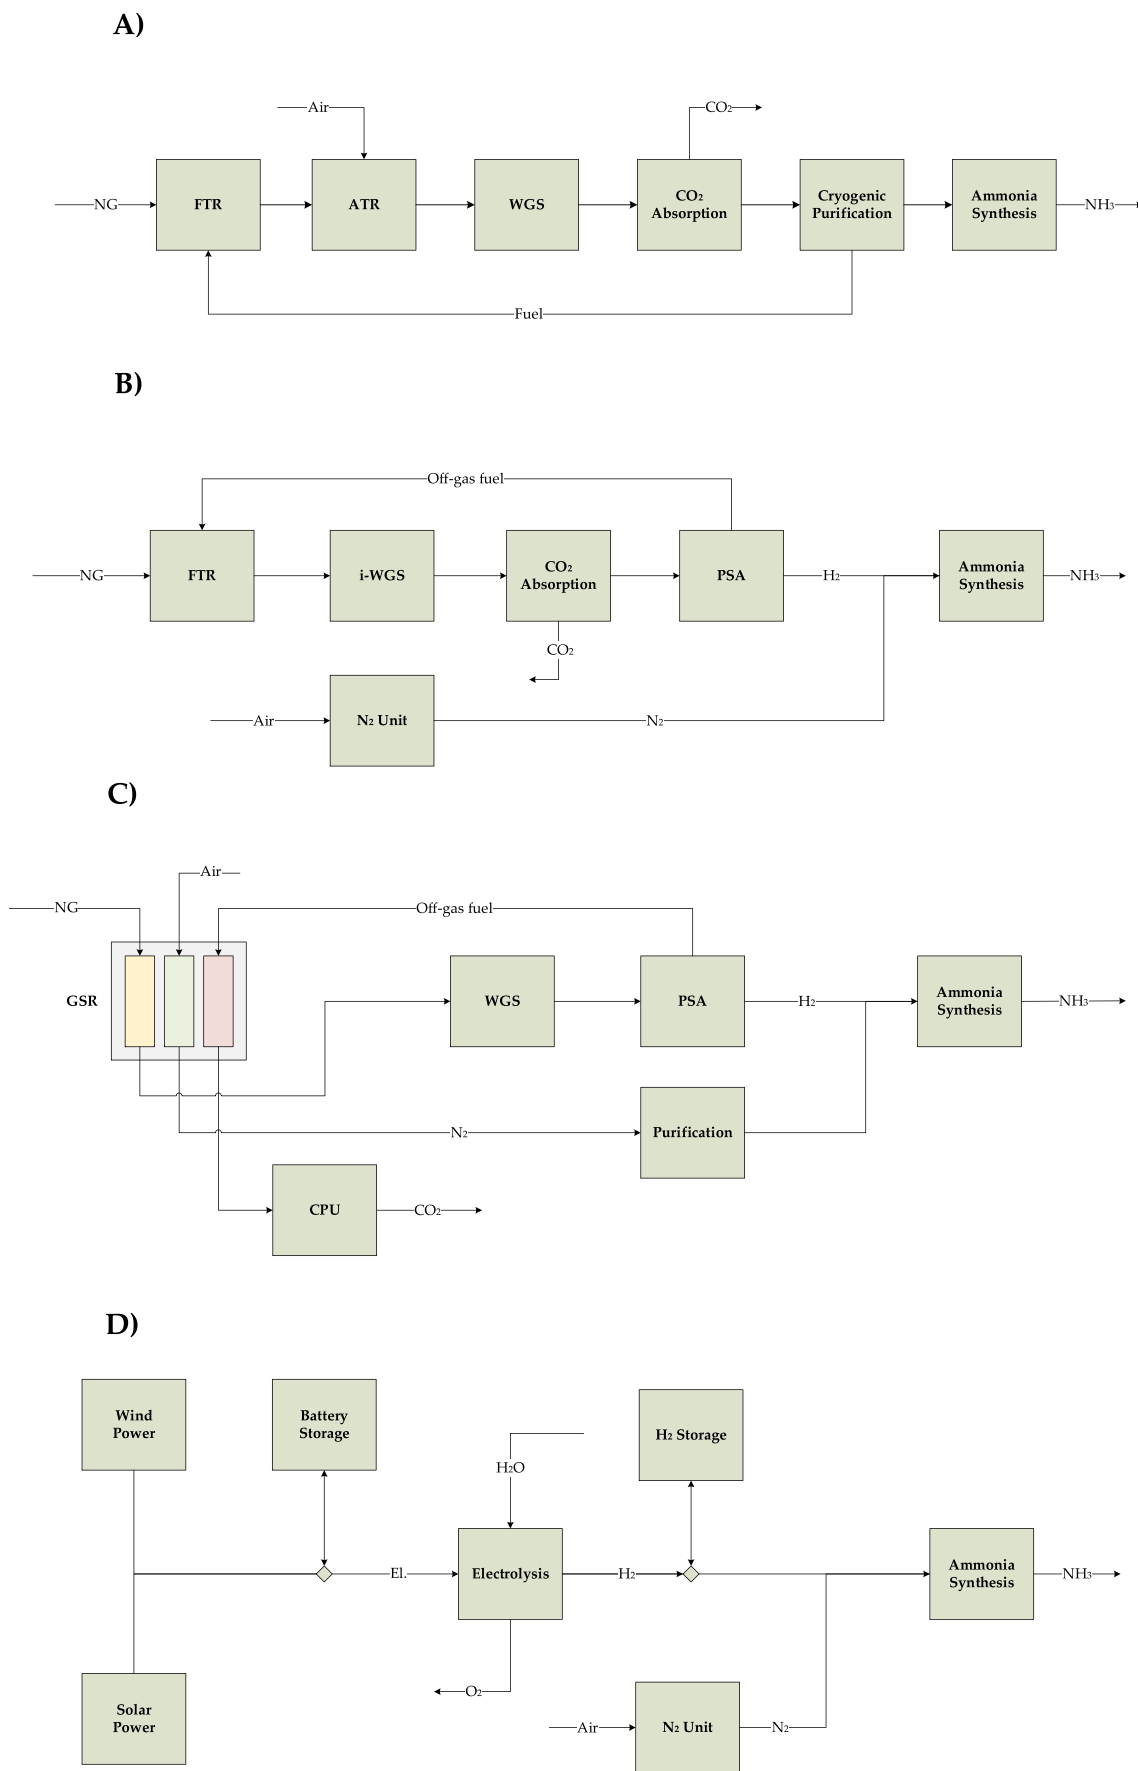 A)
Air
CO₂
NG
FTR
ATR
WGS
CO₂
Absorption
Cryogenic
Purification
Ammonia
Synthesis
NH₃
Fuel
B)
Off-gas fuel
NG
FTR
i-WGS
CO₂
Absorption
PSA
H₂
Ammonia
Synthesis
NH₃
CO₂
Air
N₂ Unit
N₂
C)
Air
NG
Off-gas fuel
GSR
WGS
PSA
H₂
Ammonia
Synthesis
NH₃
N₂
Purification
CPU
CO₂
D)
Wind
Power
Battery
Storage
H₂ Storage
H₂O
El.
Electrolysis
H₂
Ammonia
Synthesis
NH₃
O₂
Solar
Power
Air
N₂ Unit
N₂